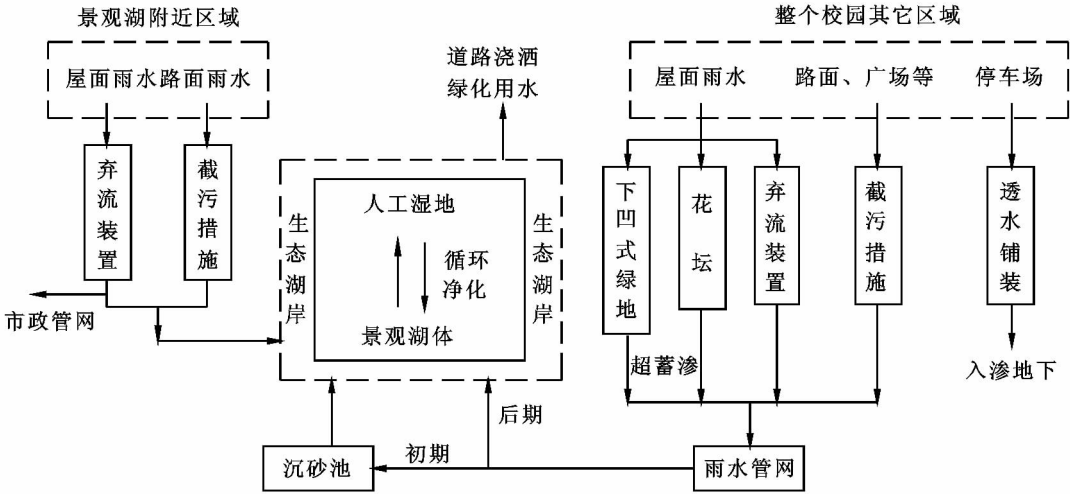 景观湖附近区域
屋面雨水路面雨水
弃流装置
截污措施
市政管网
道路浇洒
绿化用水
生态湖岸
人工湿地
循环
净化
景观湖体
生态湖岸
整个校园其它区域
屋面雨水
路面、广场等
停车场
下凹式绿地
花坛
弃流装置
截污措施
透水铺装
超蓄渗
入渗地下
后期
初期
沉砂池
雨水管网